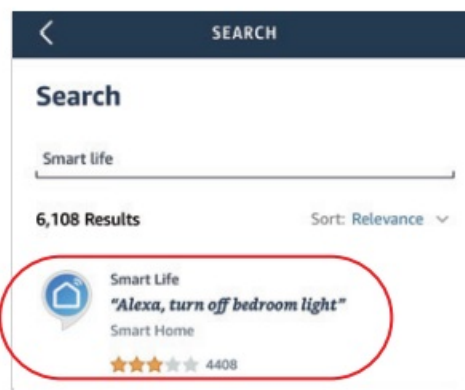 SEARCH
Search
Smart life
6,108 Results
Sort: Relevance
Smart Life
"Alexa, turn off bedroom light"
Smart Home
4408